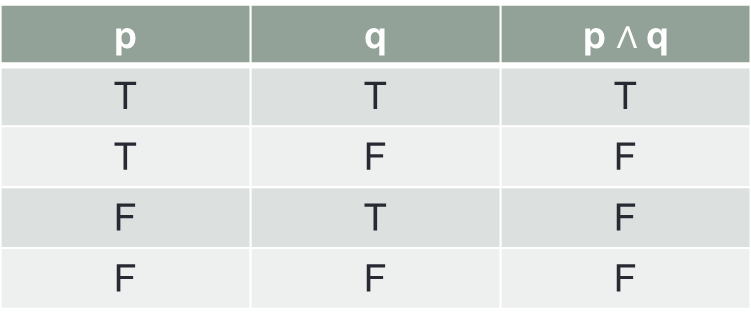 p q p ∧ q
T T T
T F F
F T F
F F F